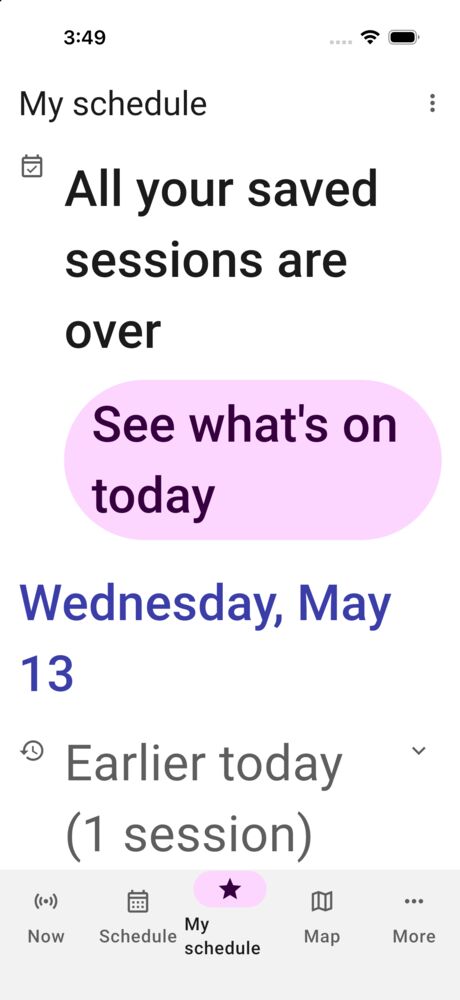 3:49
My schedule
All your saved
sessions are
over
See what's on
today
Wednesday, May
13
Earlier today
(1 session)
Now
Schedule
My
schedule
Map
More